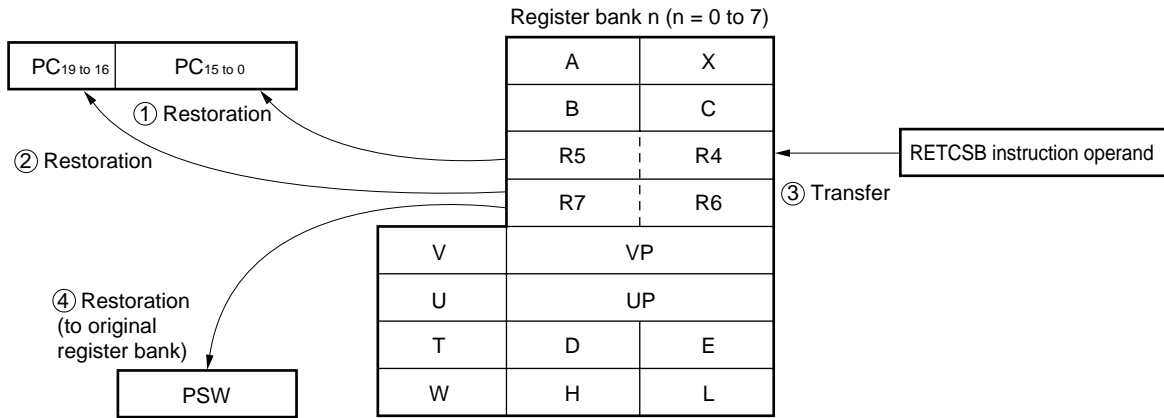 Register bank n (n = 0 to 7)
PC19 to 16 PC15 to 0
A X
① Restoration
B C
② Restoration
R5 R4
RETCSB instruction operand
R7 R6
③ Transfer
V VP
④ Restoration
(to original
register bank)
U UP
T D E
PSW
W H L